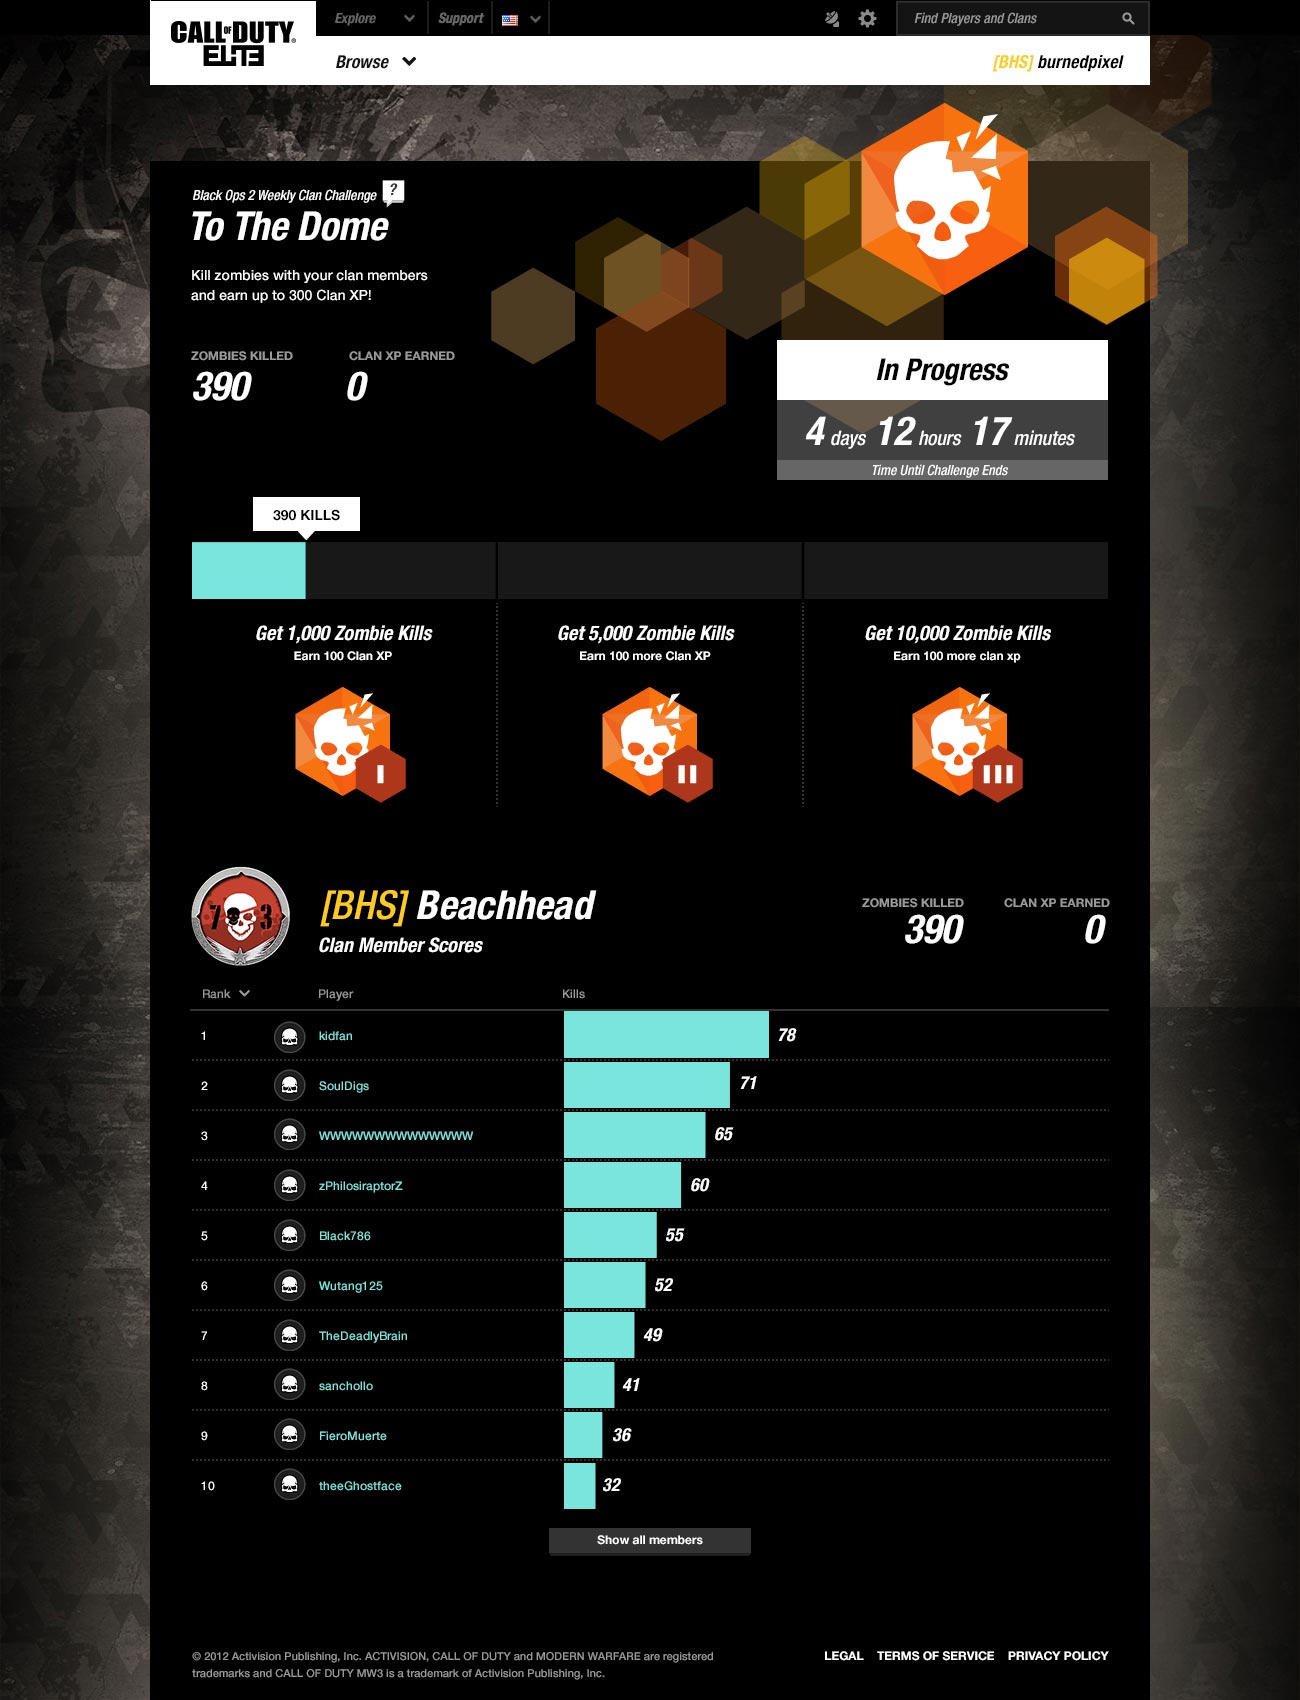 CALL OF DUTY®
ELITE
Explore
Support
Find Players and Clans
Browse
[BHS] burnedpixel
Black Ops 2 Weekly Clan Challenge ?
To The Dome
Kill zombies with your clan members
and earn up to 300 Clan XP!
ZOMBIES KILLED
390
CLAN XP EARNED
0
In Progress
4 days 12 hours 17 minutes
Time Until Challenge Ends
390 KILLS
Get 1,000 Zombie Kills
Earn 100 Clan XP
I
Get 5,000 Zombie Kills
Earn 100 more Clan XP
II
Get 10,000 Zombie Kills
Earn 100 more clan xp
III
7 3
[BHS] Beachhead
Clan Member Scores
ZOMBIES KILLED
390
CLAN XP EARNED
0
Rank Player Kills
1 kidfan 78
2 SoulDigs 71
3 WWWWWWWWWWWWWW 65
4 zPhilosiraptorZ 60
5 Black786 55
6 Wutang125 52
7 TheDeadlyBrain 49
8 sanchollo 41
9 FieroMuerte 36
10 theeGhostface 32
Show all members
© 2012 Activision Publishing, Inc. ACTIVISION, CALL OF DUTY and MODERN WARFARE are registered
trademarks and CALL OF DUTY MW3 is a trademark of Activision Publishing, Inc.
LEGAL TERMS OF SERVICE PRIVACY POLICY